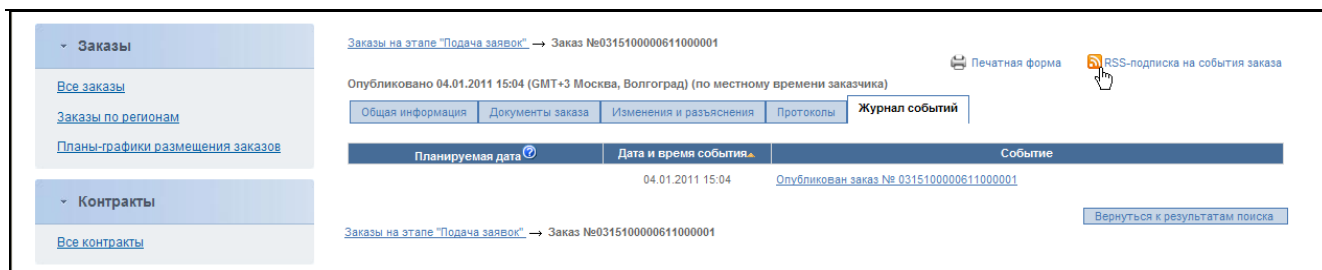 Заказы
Все заказы
Заказы по регионам
Планы-графики размещения заказов
Контракты
Все контракты
Заказы на этапе "Подача заявок" → Заказ №0315100000611000001
Печатная форма RSS-подписка на события заказа
Опубликовано 04.01.2011 15:04 (GMT+3 Москва, Волгоград) (по местному времени заказчика)
Общая информация Документы заказа Изменения и разъяснения Протоколы Журнал событий
Планируемая дата Дата и время события Событие
04.01.2011 15:04 Опубликован заказ № 0315100000611000001
Вернуться к результатам поиска
Заказы на этапе "Подача заявок" → Заказ №0315100000611000001